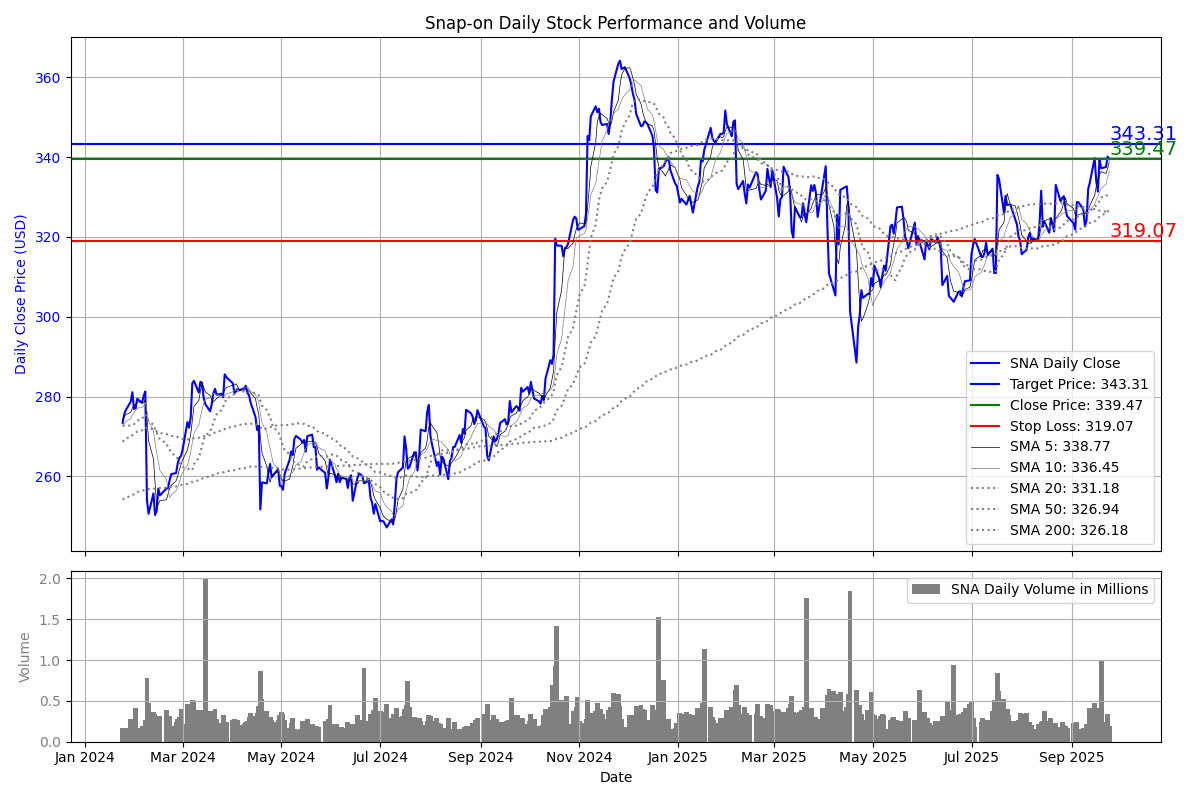 Snap-on Daily Stock Performance and Volume
Daily Close Price (USD)
360
340
320
300
280
260
343.31
339.47
319.07
SNA Daily Close
Target Price: 343.31
Close Price: 339.47
Stop Loss: 319.07
SMA 5: 338.77
SMA 10: 336.45
SMA 20: 331.18
SMA 50: 326.94
SMA 200: 326.18
Volume
2.0
1.5
1.0
0.5
0.0
SNA Daily Volume in Millions
Jan 2024 Mar 2024 May 2024 Jul 2024 Sep 2024 Nov 2024 Jan 2025 Mar 2025 May 2025 Jul 2025 Sep 2025
Date